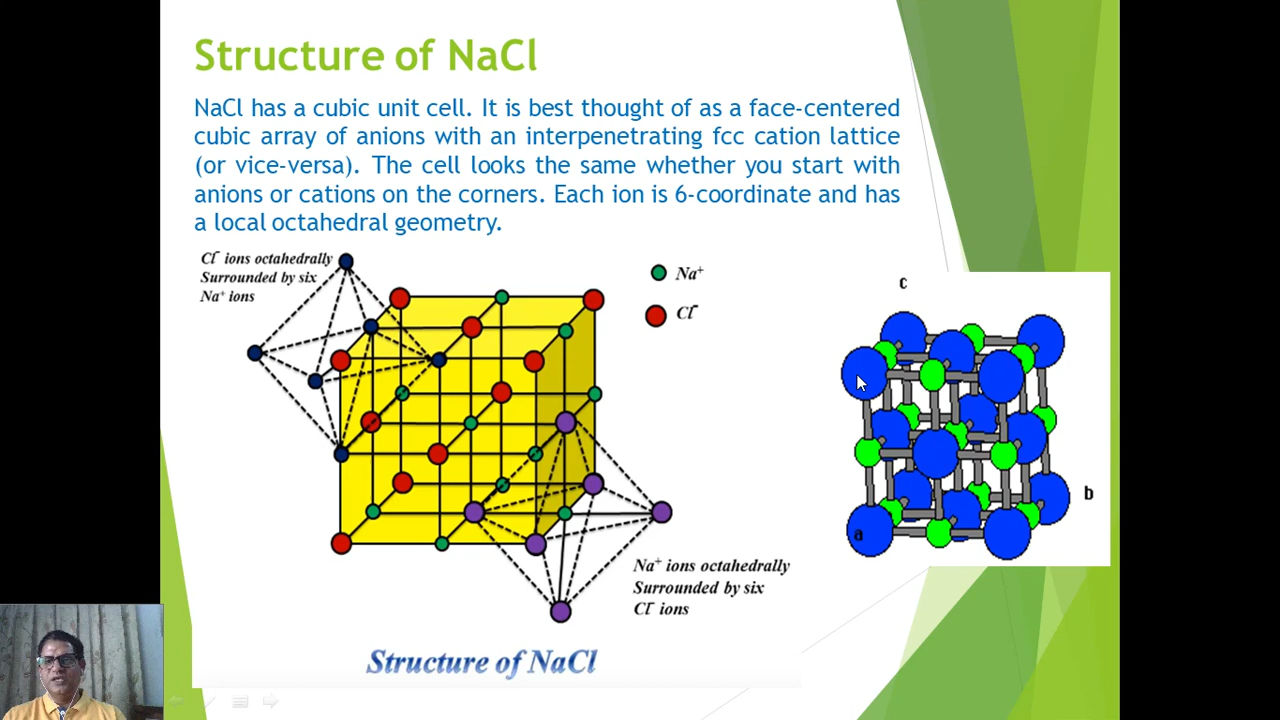 Structure of NaCl
NaCl has a cubic unit cell. It is best thought of as a face-centered
cubic array of anions with an interpenetrating fcc cation lattice
(or vice-versa). The cell looks the same whether you start with
anions or cations on the corners. Each ion is 6-coordinate and has
a local octahedral geometry.
Cl⁻ ions octahedrally
Surrounded by six
Na⁺ ions
Na⁺
Cl⁻
c
b
a
Na⁺ ions octahedrally
Surrounded by six
Cl⁻ ions
Structure of NaCl